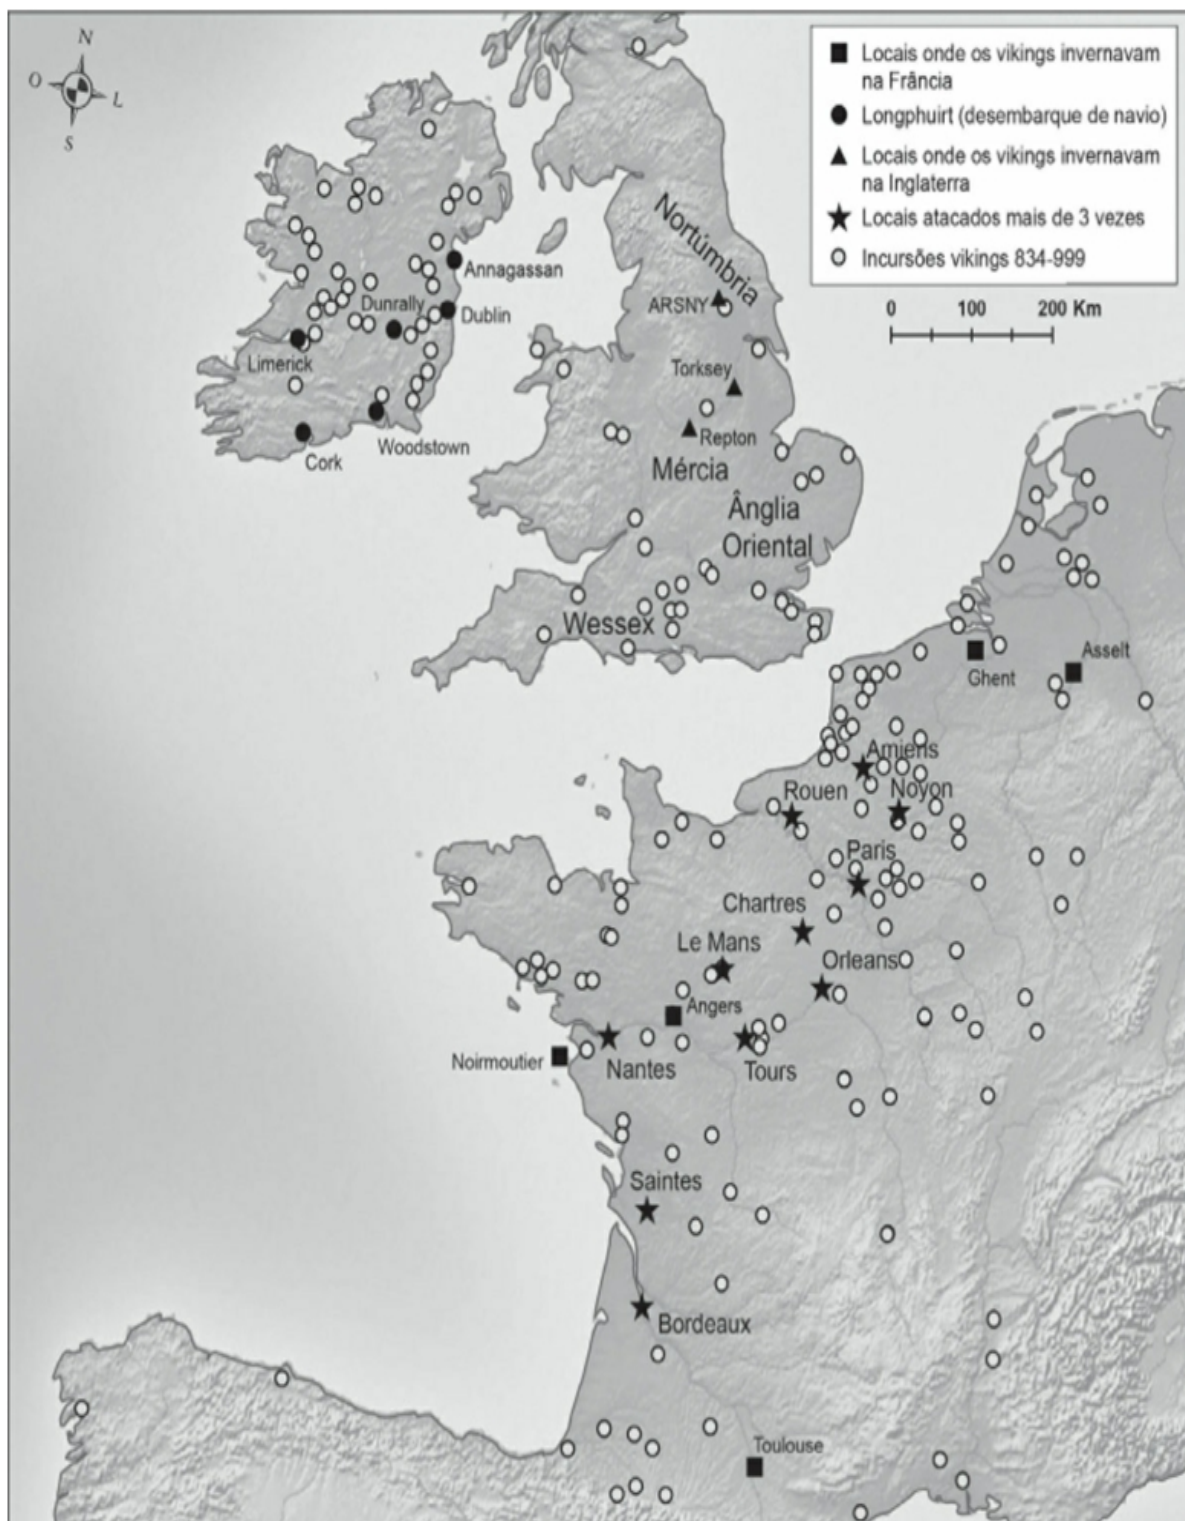 N
O
L
S
Locais onde os vikings invernavam
na Frância
Longphuirt (desembarque de navio)
Locais onde os vikings invernavam
na Inglaterra
Locais atacados mais de 3 vezes
Incursões vikings 834-999
0 100 200 Km
Nortúmbria
Annagassan
ARSNY
Dunrally
Dublin
Limerick
Torksey
Repton
Woodstown
Cork
Mércia
Ânglia
Oriental
Wessex
Asselt
Ghent
Amiens
Rouen
Noyon
Paris
Chartres
Le Mans
Orleans
Angers
Noirmoutier
Nantes
Tours
Saintes
Bordeaux
Toulouse